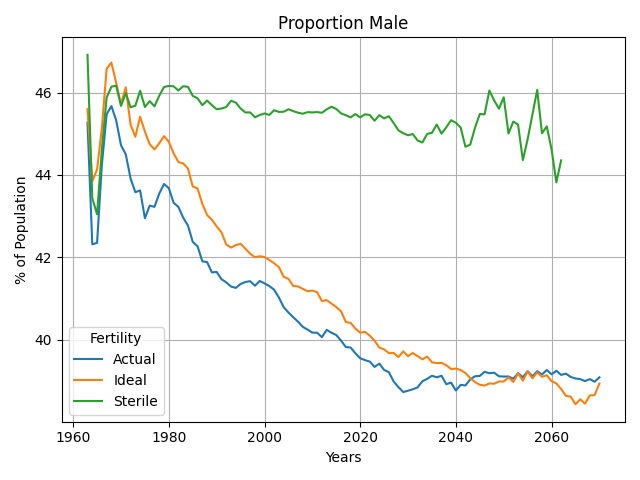 Proportion Male
% of Population
46
44
42
40
Fertility
Actual
Ideal
Sterile
1960 1980 2000 2020 2040 2060
Years